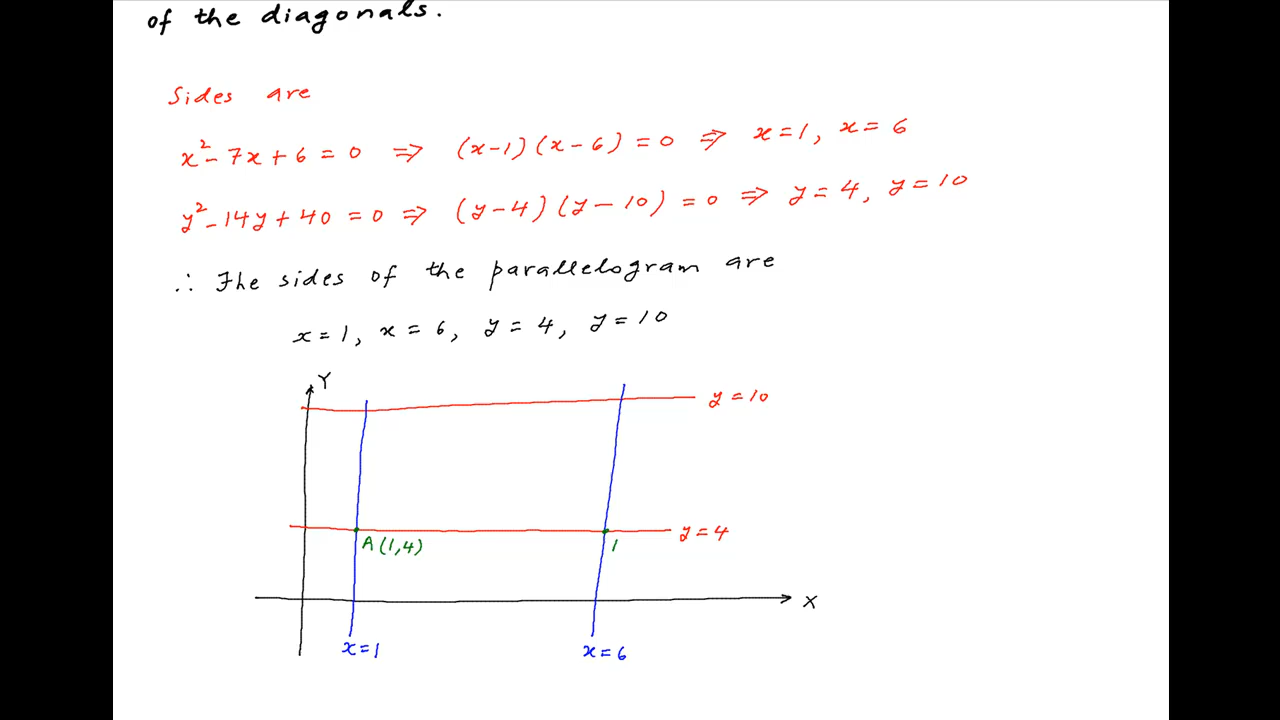 of the diagonals.
Sides are
x² - 7x + 6 = 0 ⇒ (x-1)(x-6) = 0 ⇒ x = 1, x = 6
y² - 14y + 40 = 0 ⇒ (y-4)(y-10) = 0 ⇒ y = 4, y = 10
∴ The sides of the parallelogram are
x = 1, x = 6, y = 4, y = 10
Y
y = 10
y = 4
A(1,4)
X
x = 1
x = 6